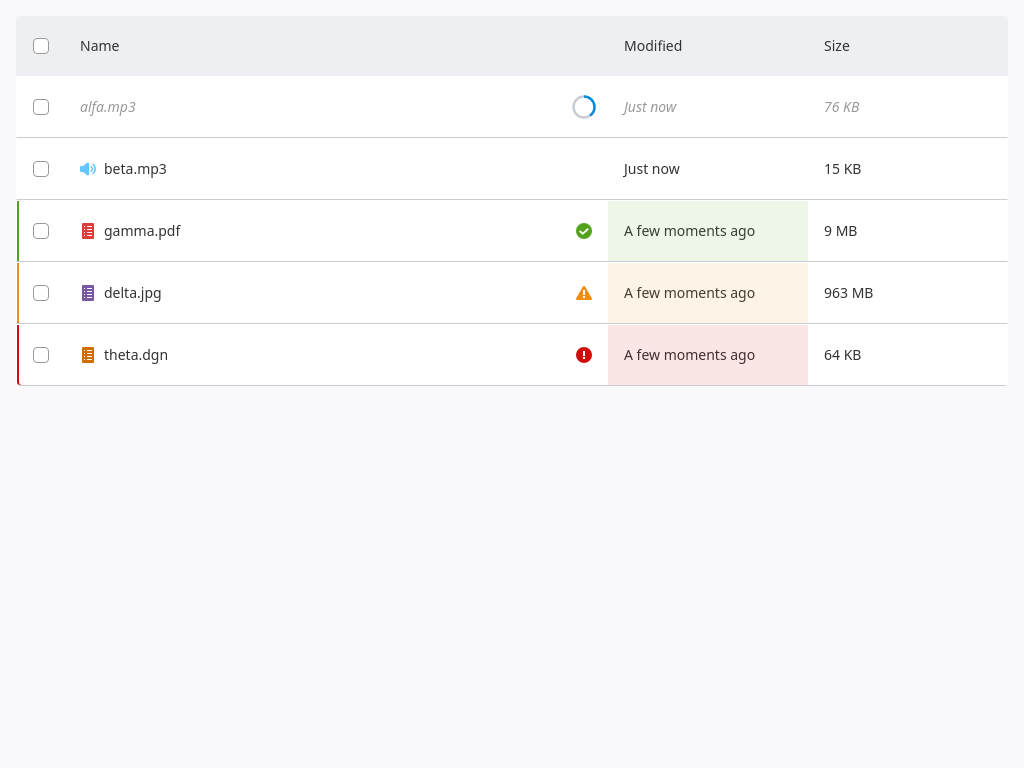 Name Modified Size
alfa.mp3 Just now 76 KB
beta.mp3 Just now 15 KB
gamma.pdf A few moments ago 9 MB
delta.jpg A few moments ago 963 MB
theta.dgn A few moments ago 64 KB